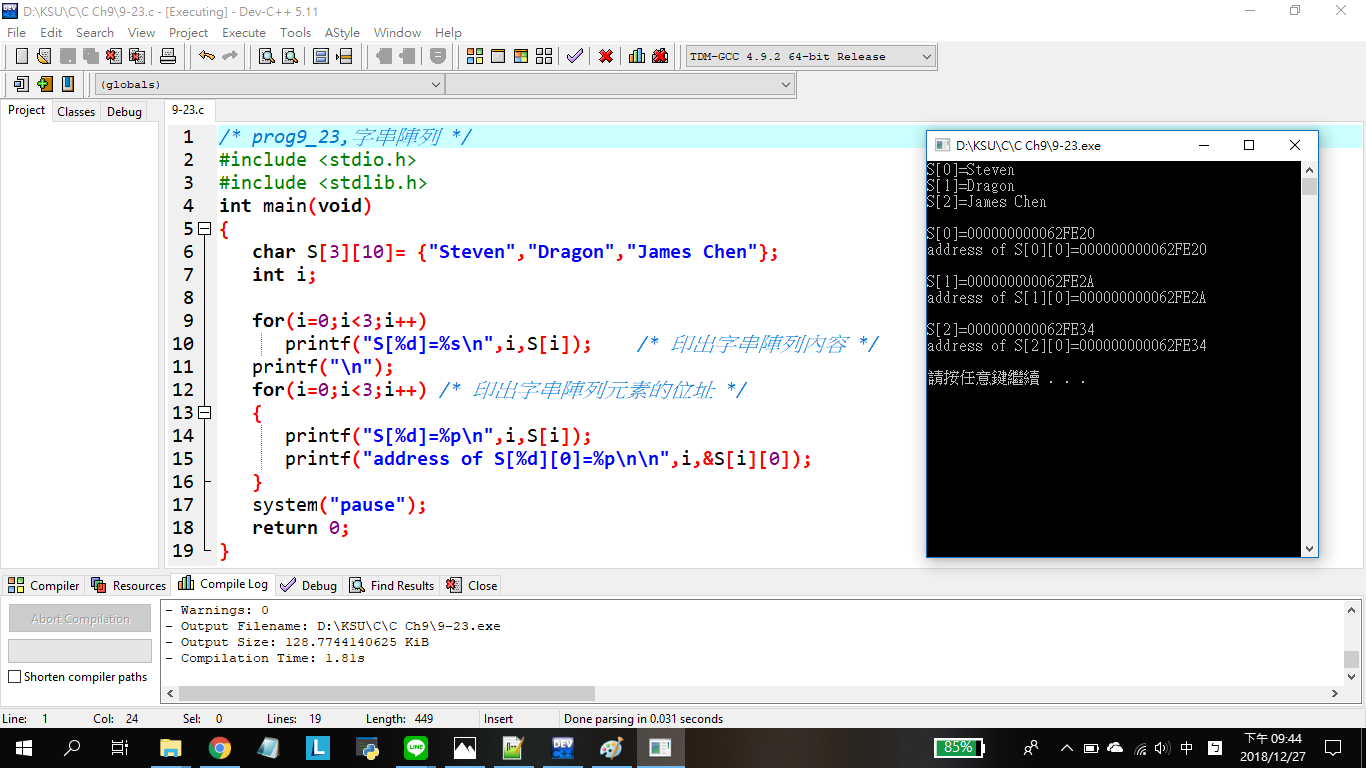 D:\KSU\C\C Ch9\9-23.c - [Executing] - Dev-C++ 5.11
File Edit Search View Project Execute Tools AStyle Window Help
TDM-GCC 4.9.2 64-bit Release
(globals)
Project Classes Debug
9-23.c
1 /* prog9_23,字串陣列 */
2 #include <stdio.h>
3 #include <stdlib.h>
4 int main(void)
5 {
6 char S[3][10]= {"Steven","Dragon","James Chen"};
7 int i;
8
9 for(i=0;i<3;i++)
10 printf("S[%d]=%s\n",i,S[i]); /* 印出字串陣列內容 */
11 printf("\n");
12 for(i=0;i<3;i++) /* 印出字串陣列元素的位址 */
13 {
14 printf("S[%d]=%p\n",i,S[i]);
15 printf("address of S[%d][0]=%p\n\n",i,&S[i][0]);
16 }
17 system("pause");
18 return 0;
19 }
D:\KSU\C\C Ch9\9-23.exe
S[0]=Steven
S[1]=Dragon
S[2]=James Chen
S[0]=000000000062FE20
address of S[0][0]=000000000062FE20
S[1]=000000000062FE2A
address of S[1][0]=000000000062FE2A
S[2]=000000000062FE34
address of S[2][0]=000000000062FE34
請按任意鍵繼續 . . .
Compiler Resources Compile Log Debug Find Results Close
Abort Compilation
Shorten compiler paths
- Warnings: 0
- Output Filename: D:\KSU\C\C Ch9\9-23.exe
- Output Size: 128.7744140625 KiB
- Compilation Time: 1.81s
Line: 1 Col: 24 Sel: 0 Lines: 19 Length: 449 Insert Done parsing in 0.031 seconds
85%
中
下午 09:44
2018/12/27